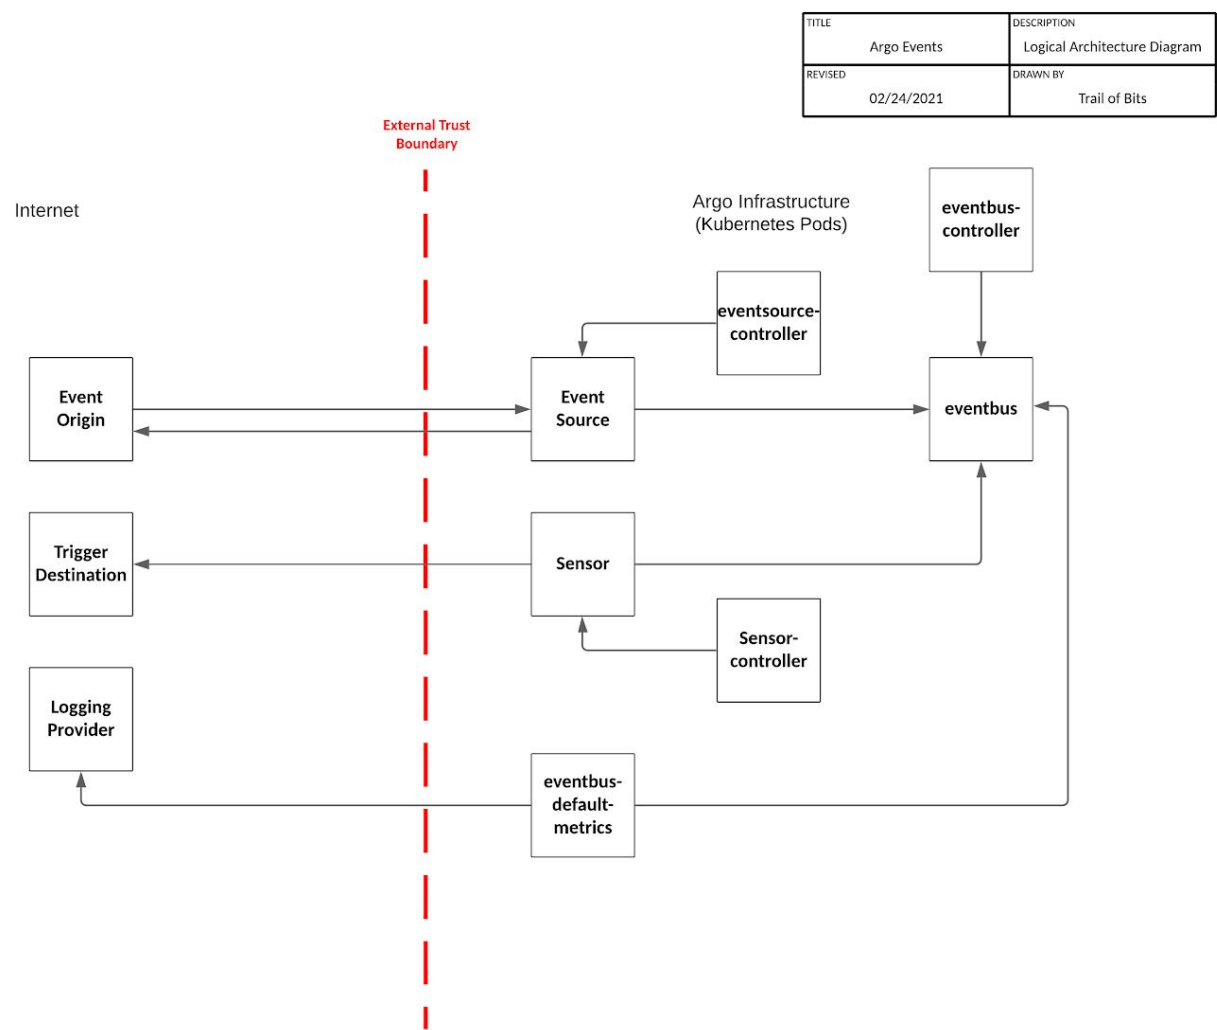 TITLE
Argo Events
DESCRIPTION
Logical Architecture Diagram
REVISED
02/24/2021
DRAWN BY
Trail of Bits
External Trust
Boundary
Internet
Argo Infrastructure
(Kubernetes Pods)
eventbus-
controller
eventsource-
controller
Event
Origin
Event
Source
eventbus
Trigger
Destination
Sensor
Sensor-
controller
Logging
Provider
eventbus-
default-
metrics